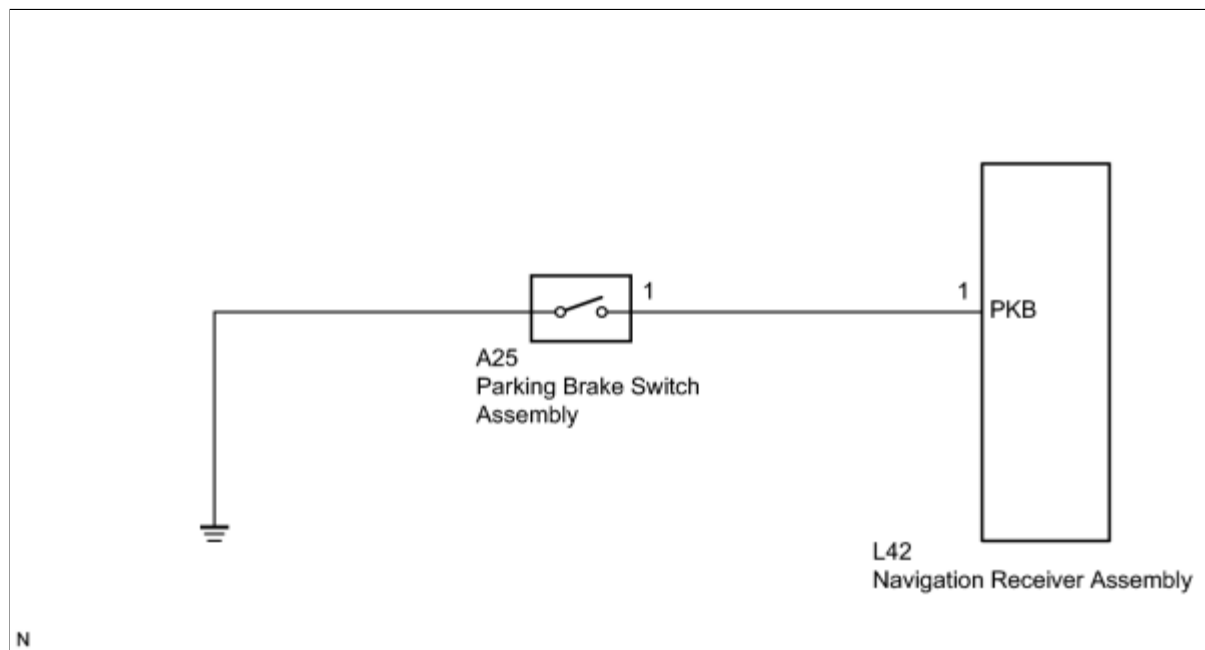 1
1
PKB
A25
Parking Brake Switch
Assembly
L42
Navigation Receiver Assembly
N